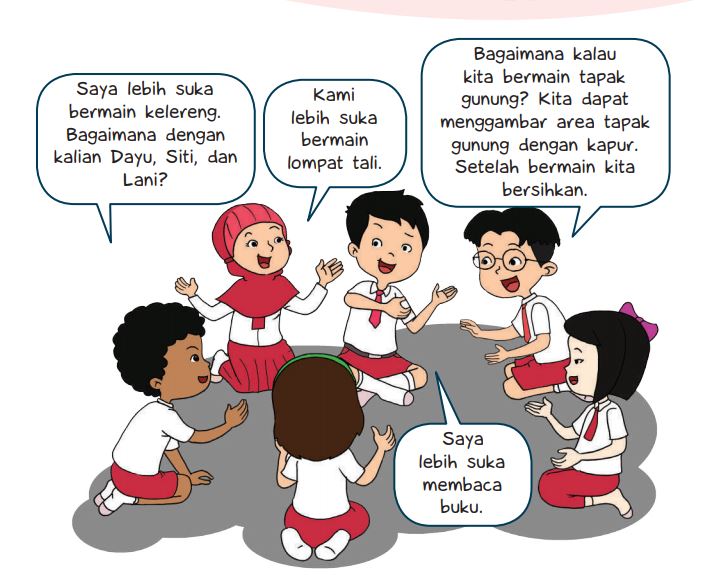 Saya lebih suka
bermain kelereng.
Bagaimana dengan
kalian Dayu, Siti, dan
Lani?
Kami
lebih suka
bermain
lompat tali.
Bagaimana kalau
kita bermain tapak
gunung? Kita dapat
menggambar area tapak
gunung dengan kapur.
Setelah bermain kita
bersihkan.
Saya
lebih suka
membaca
buku.